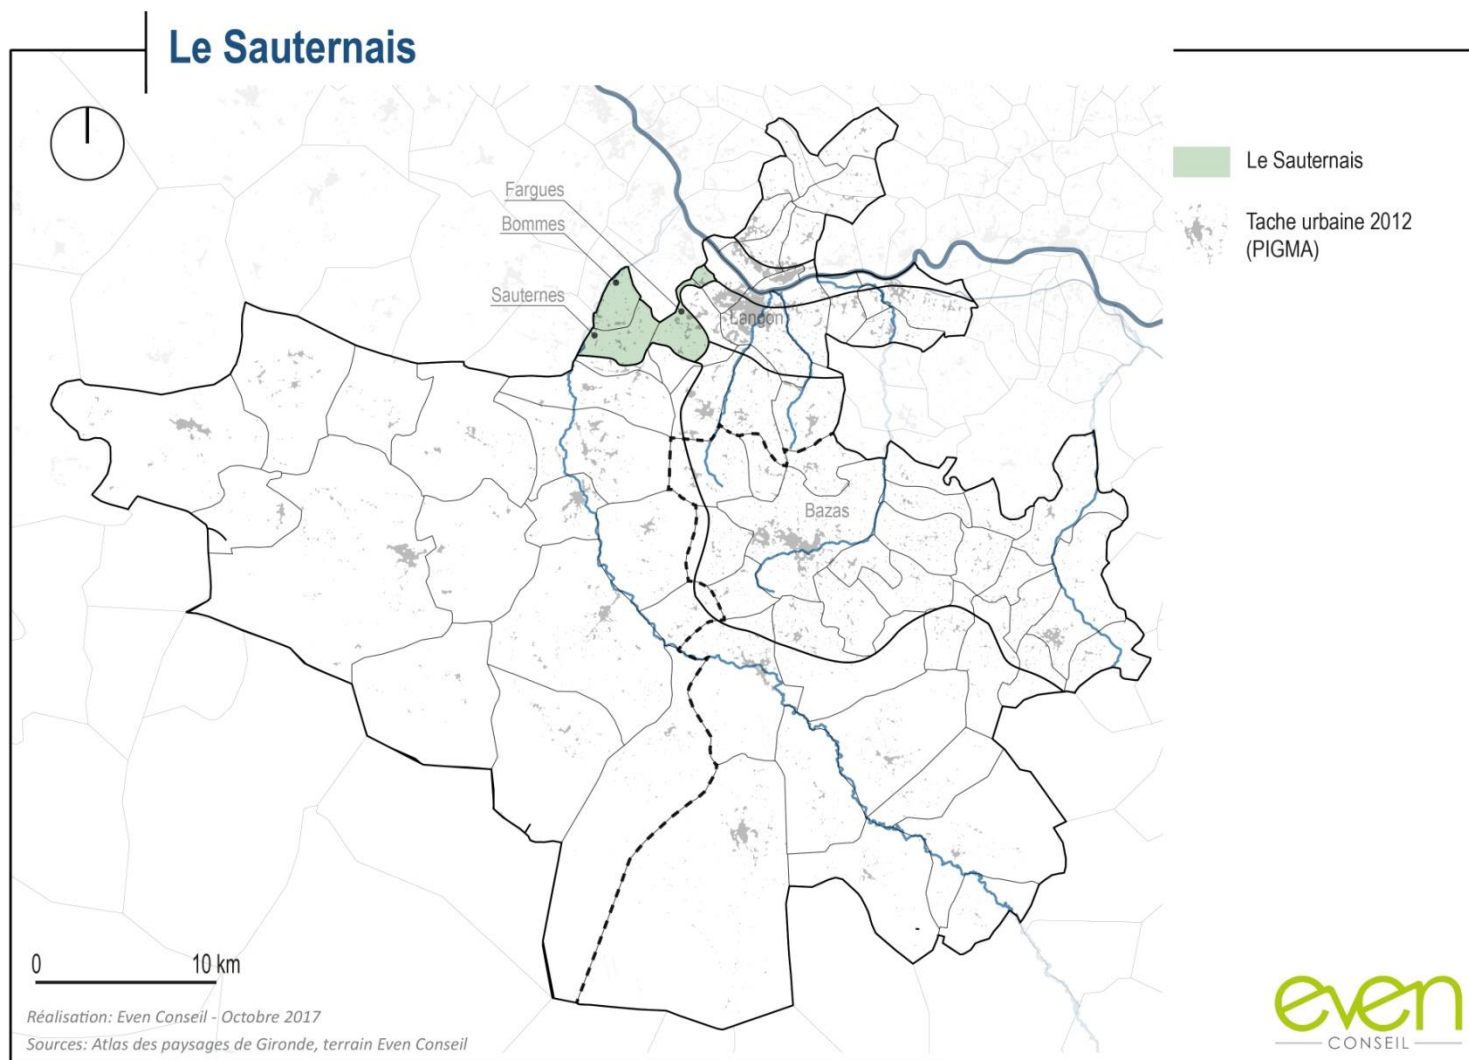 Le Sauternais
Fargues
Bommes
Sauternes
Langon
Bazas
Le Sauternais
Tache urbaine 2012
(PIGMA)
0 10 km
Réalisation: Even Conseil - Octobre 2017
Sources: Atlas des paysages de Gironde, terrain Even Conseil
even
CONSEIL